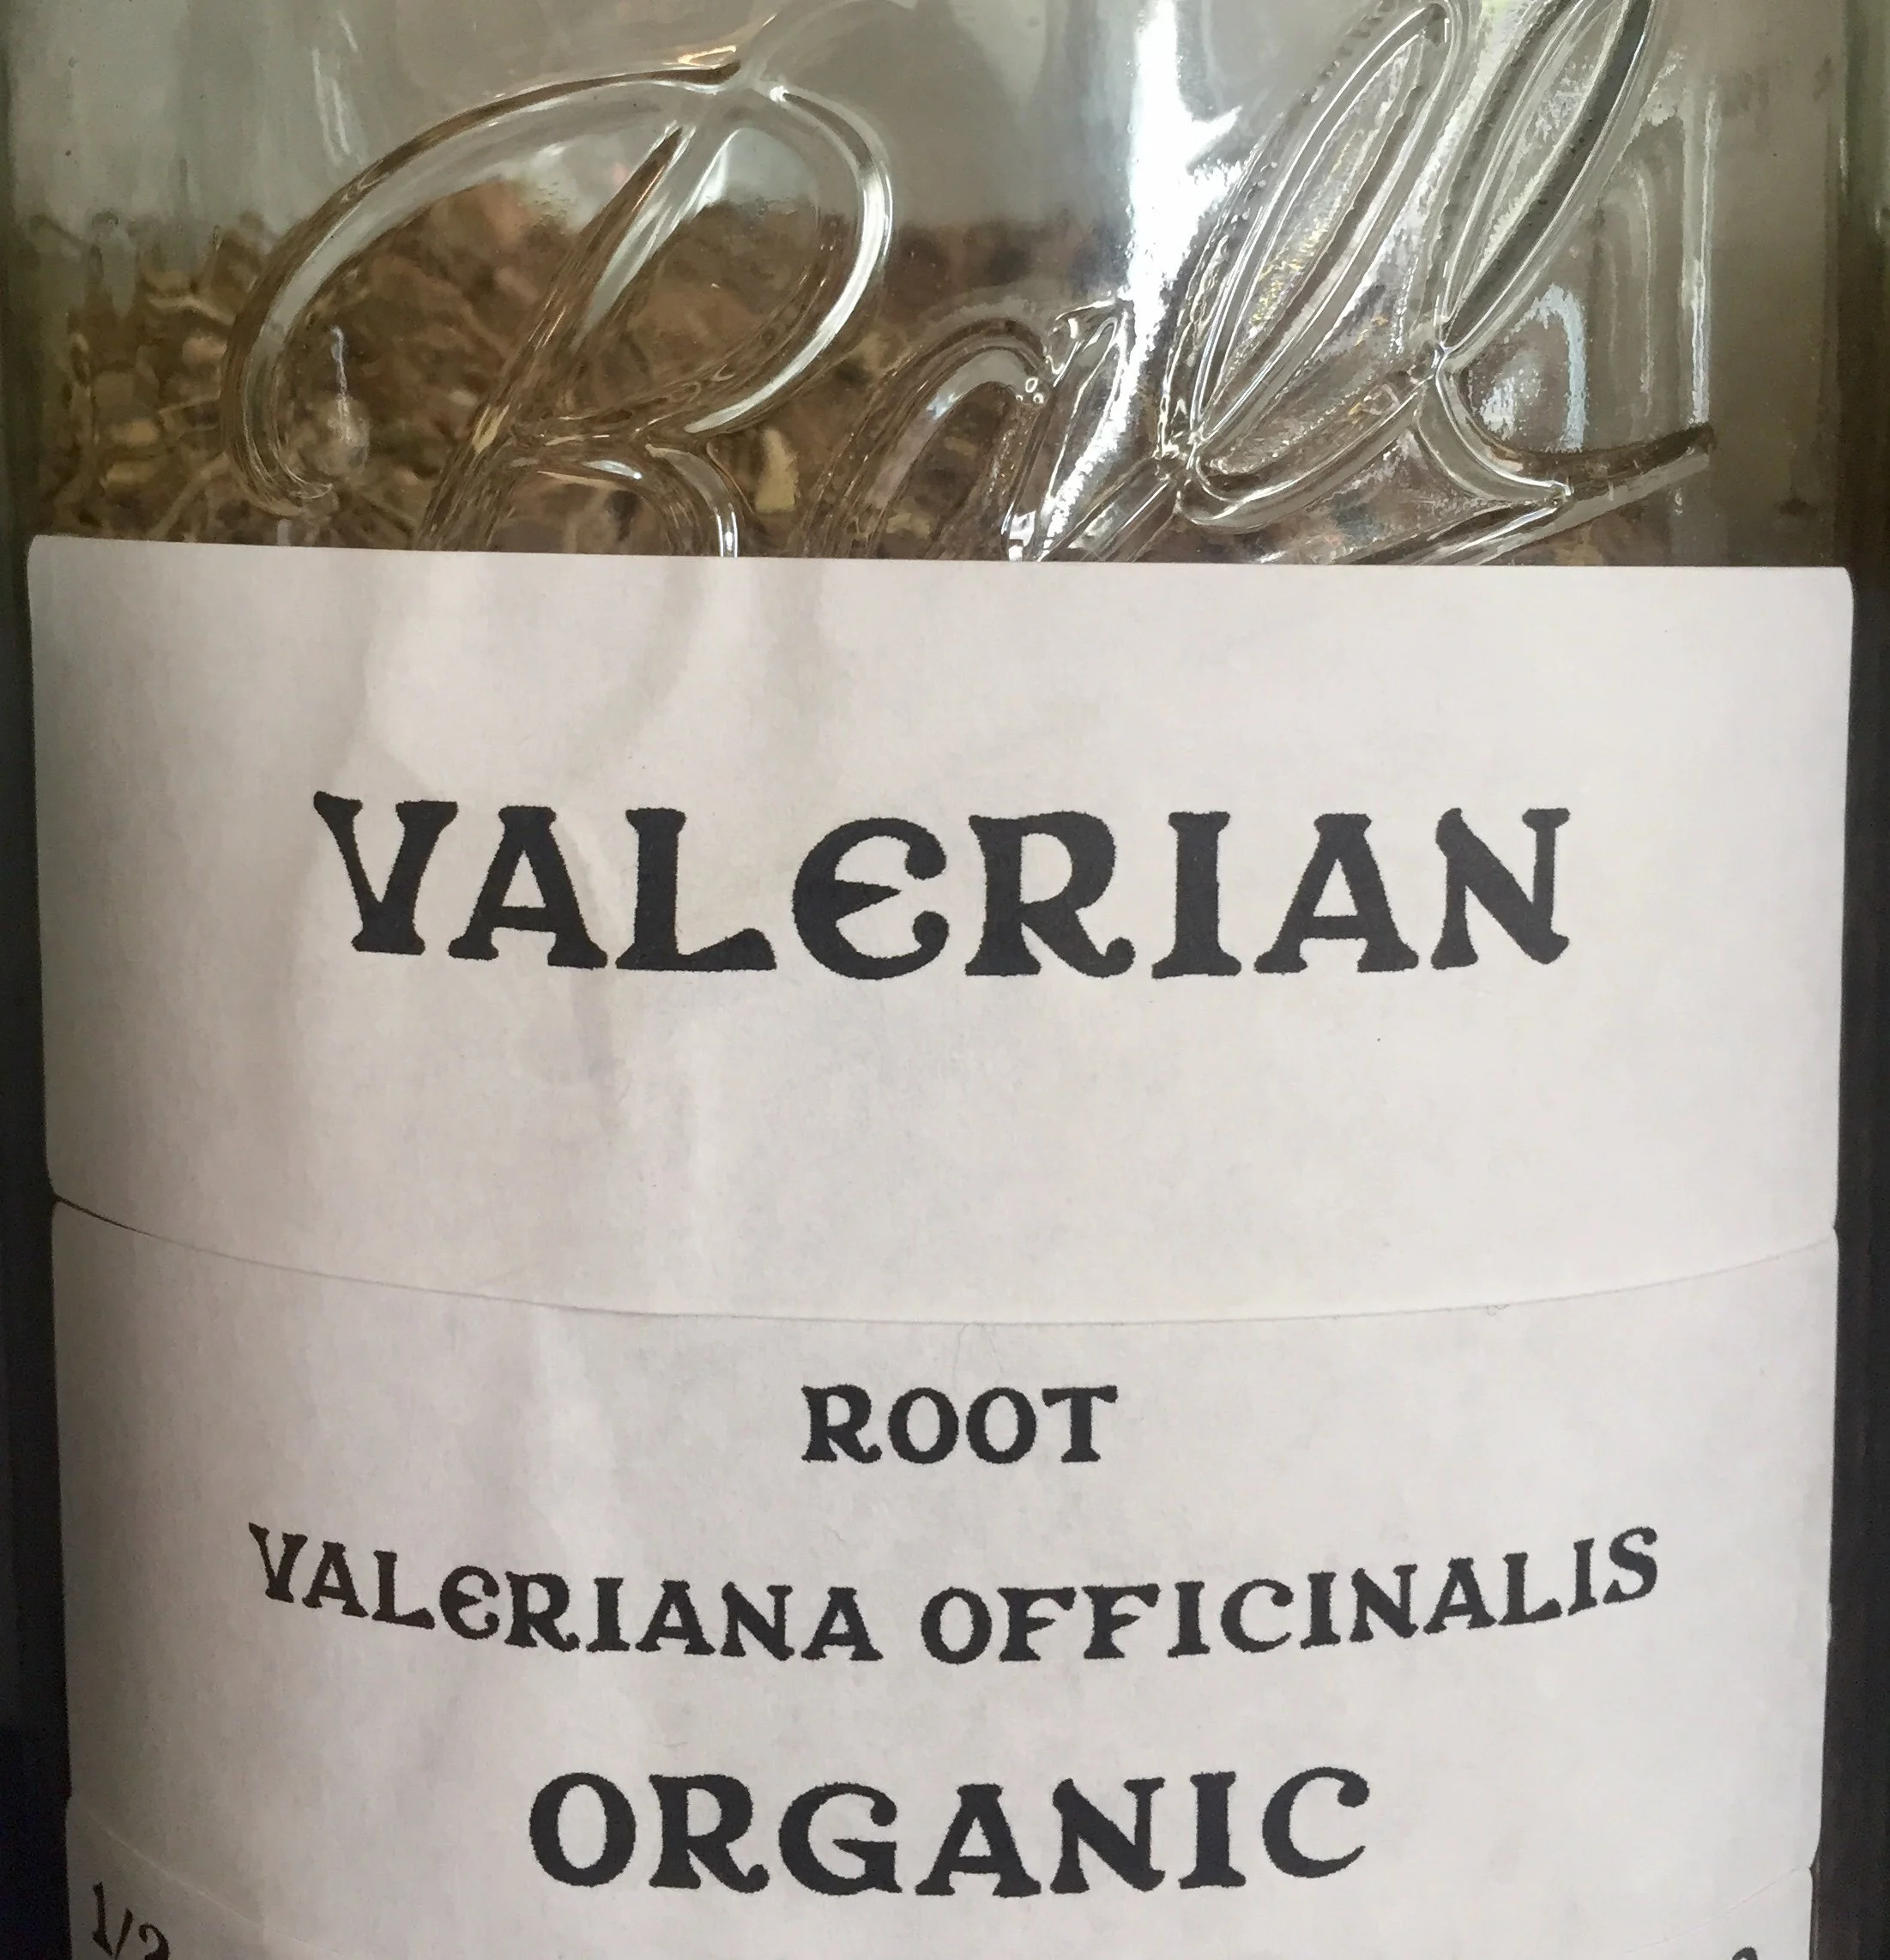 Ball
VALERIAN
ROOT
VALERIANA OFFICINALIS
ORGANIC